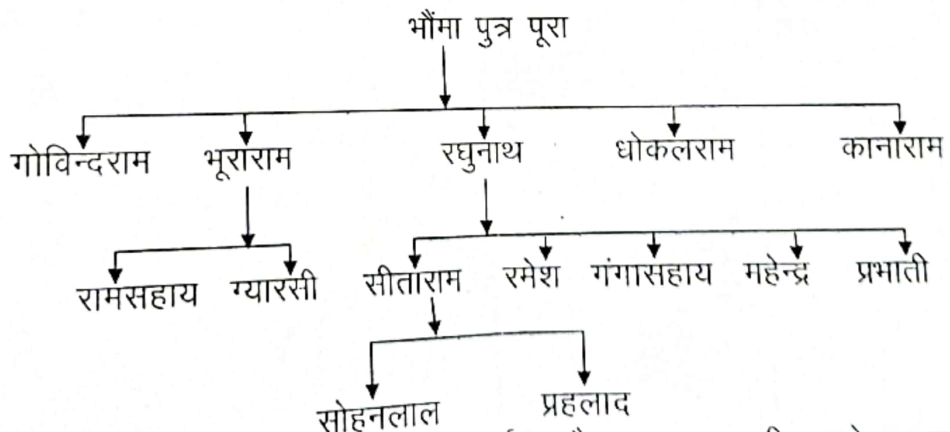 भौंमा पुत्र पूरा
गोविन्दराम भूराराम रघुनाथ धोकलराम कानाराम
रामसहाय ग्यारसी सीताराम रमेश गंगासहाय महेन्द्र प्रभाती
सोहनलाल प्रहलाद